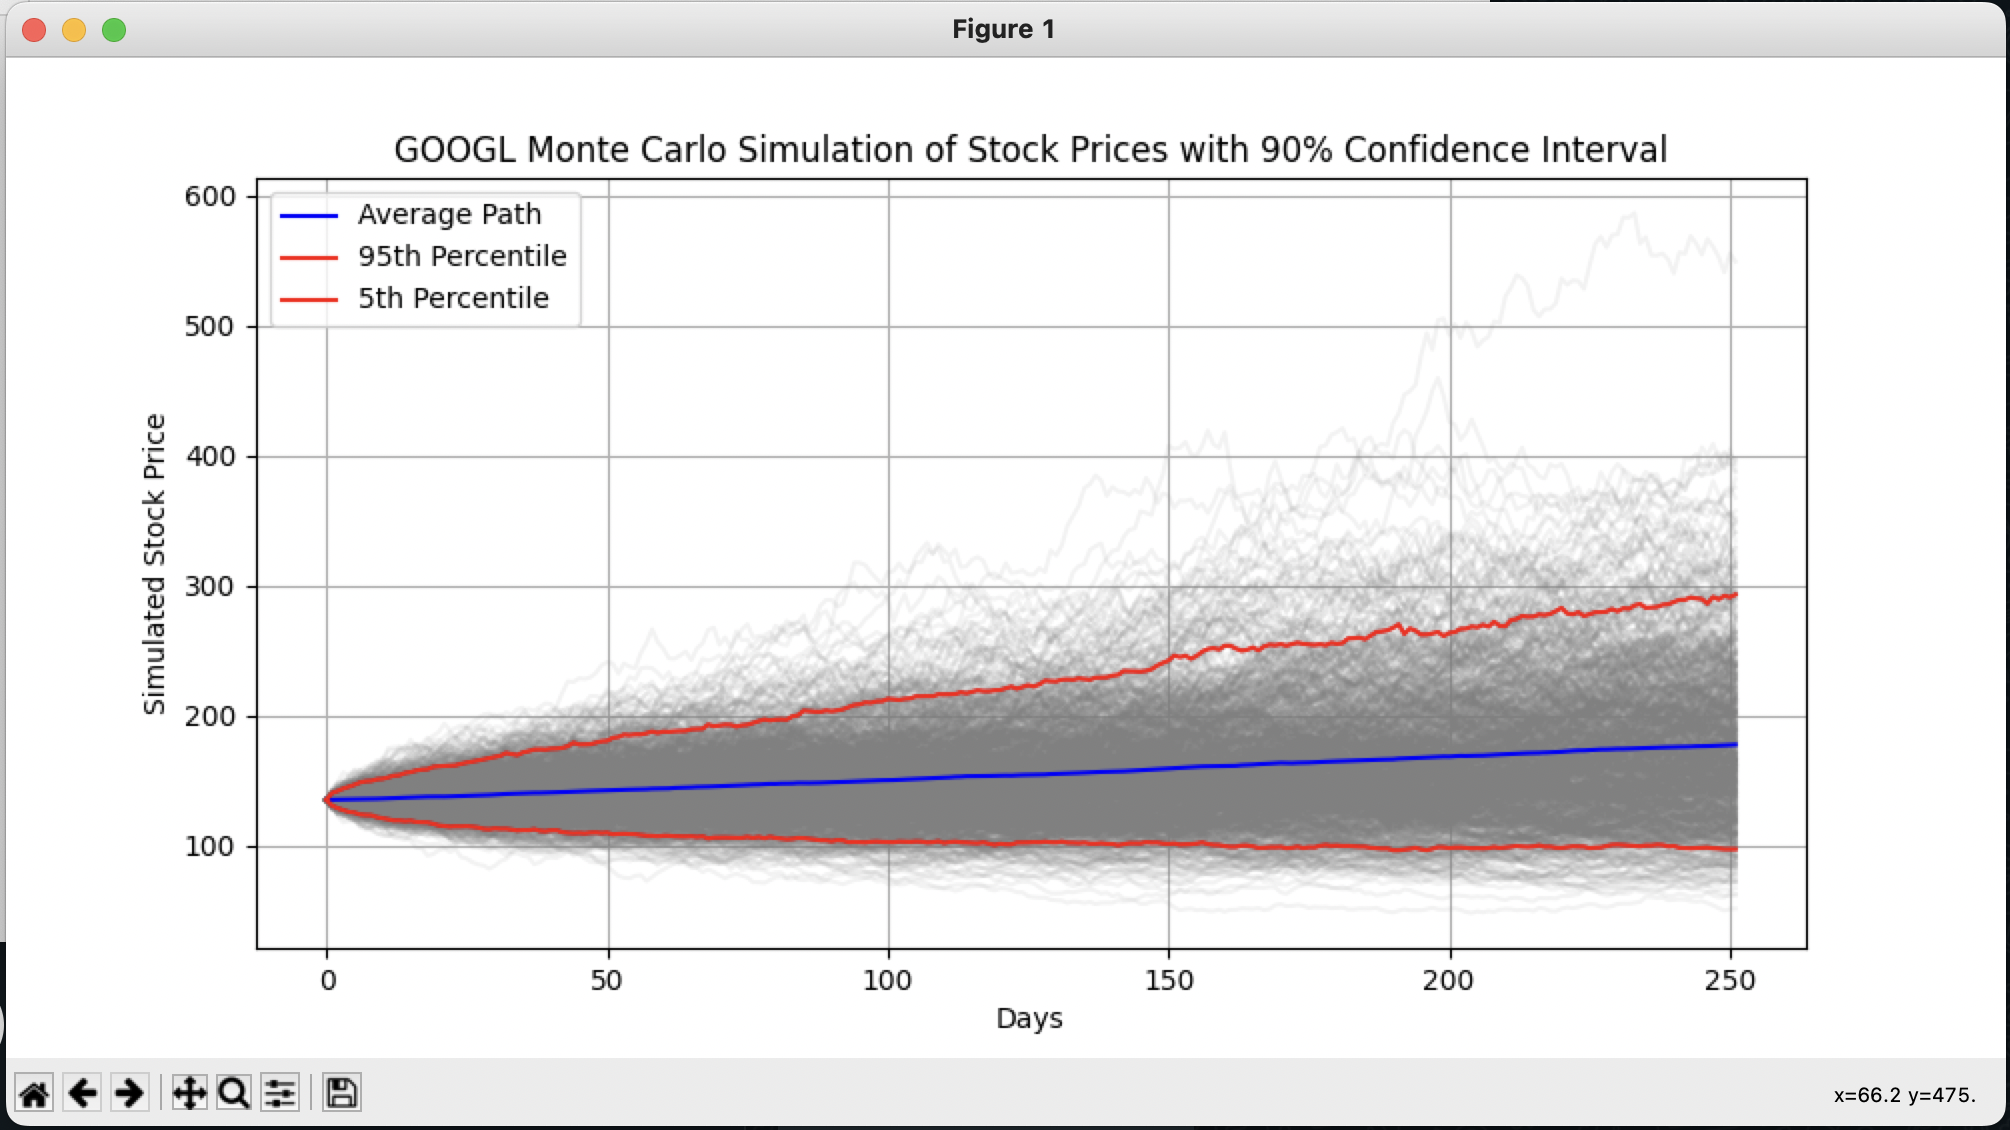 Figure 1
GOOGL Monte Carlo Simulation of Stock Prices with 90% Confidence Interval
Average Path
95th Percentile
5th Percentile
Simulated Stock Price
600
500
400
300
200
100
0 50 100 150 200 250
Days
x=66.2 y=475.